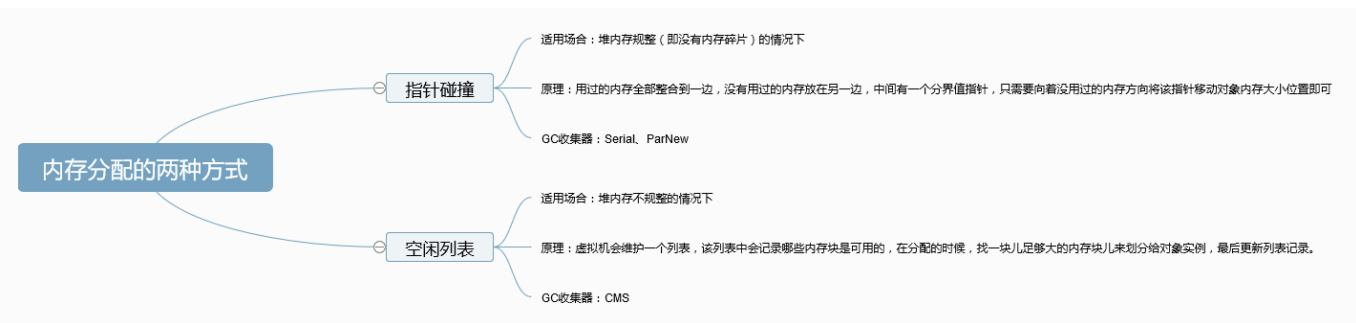 内存分配的两种方式
指针碰撞
适用场合：堆内存规整（即没有内存碎片）的情况下
原理：用过的内存全部整合到一边，没有用过的内存放在另一边，中间有一个分界值指针，只需要向着没用过的内存方向将该指针移动对象内存大小位置即可
GC收集器：Serial、ParNew
空闲列表
适用场合：堆内存不规整的情况下
原理：虚拟机会维护一个列表，该列表中会记录哪些内存块是可用的，在分配的时候，找一块儿足够大的内存块儿来划分给对象实例，最后更新列表记录。
GC收集器：CMS